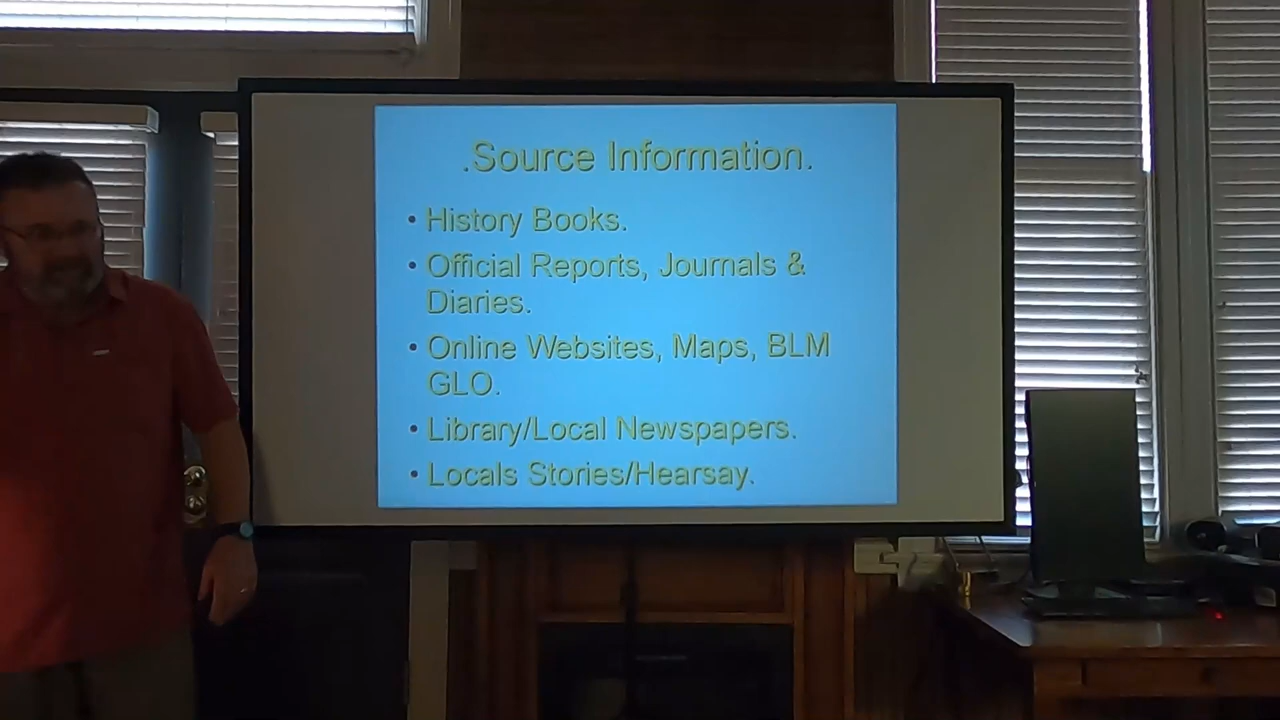 .Source Information.
• History Books.
• Official Reports, Journals &
Diaries.
• Online Websites, Maps, BLM
GLO.
• Library/Local Newspapers.
• Locals Stories/Hearsay.